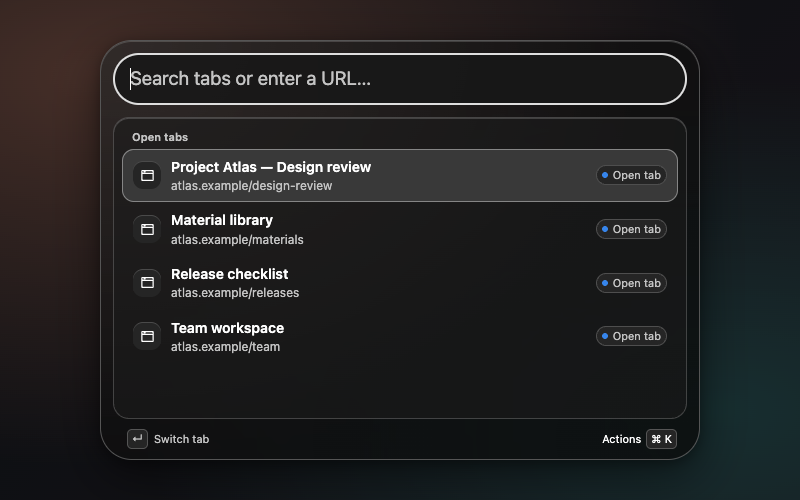 Search tabs or enter a URL...
Open tabs
Project Atlas — Design review
atlas.example/design-review
Open tab
Material library
atlas.example/materials
Open tab
Release checklist
atlas.example/releases
Open tab
Team workspace
atlas.example/team
Open tab
↵ Switch tab
Actions ⌘ K